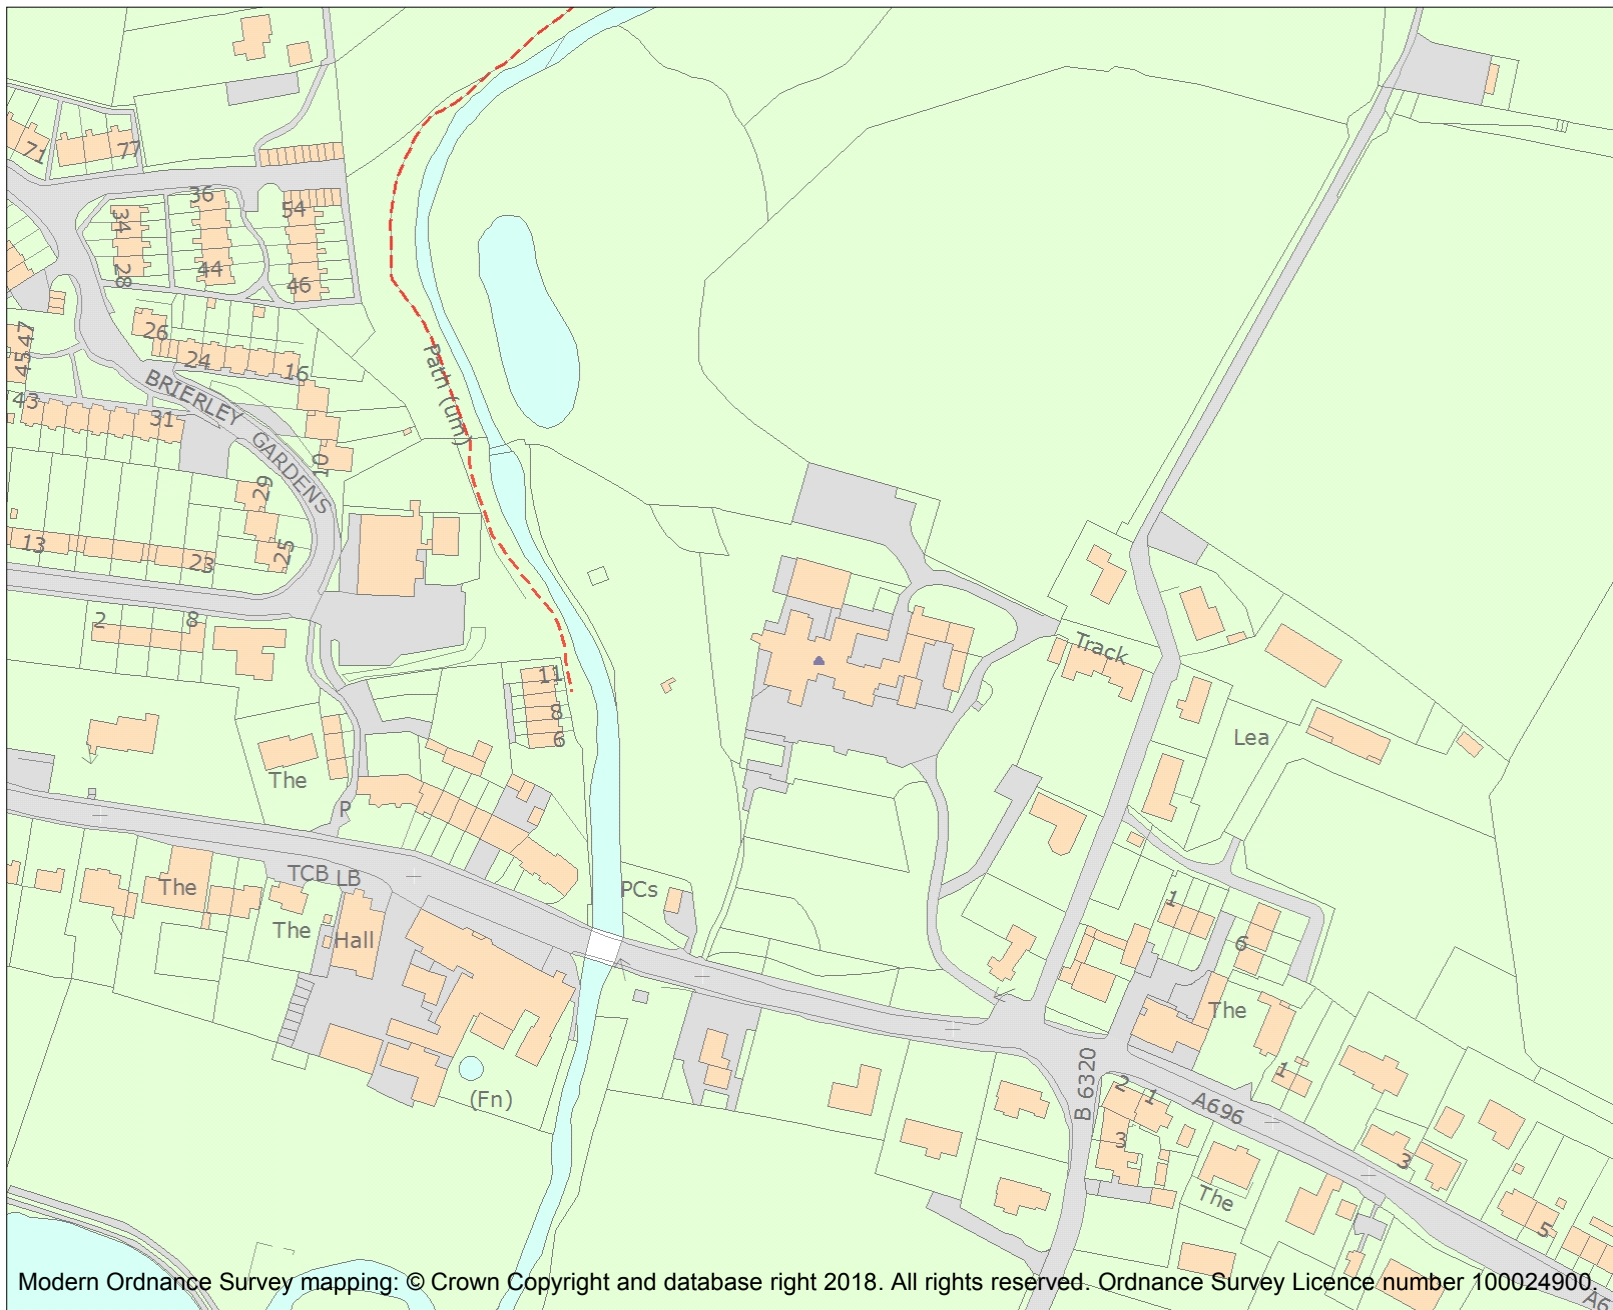 71
77
36
54
34
28
44
46
26
24
16
47
45
43
31
BRIERLEY GARDENS
10
29
25
13
23
2
8
Path (um)
11
8
6
Track
The
P
Lea
TCB
LB
The
The
Hall
PCs
1
6
The
(Fn)
B 6320
2
1
3
A696
1
The
3
5
Modern Ordnance Survey mapping: © Crown Copyright and database right 2018. All rights reserved. Ordnance Survey Licence number 100024900.
A6